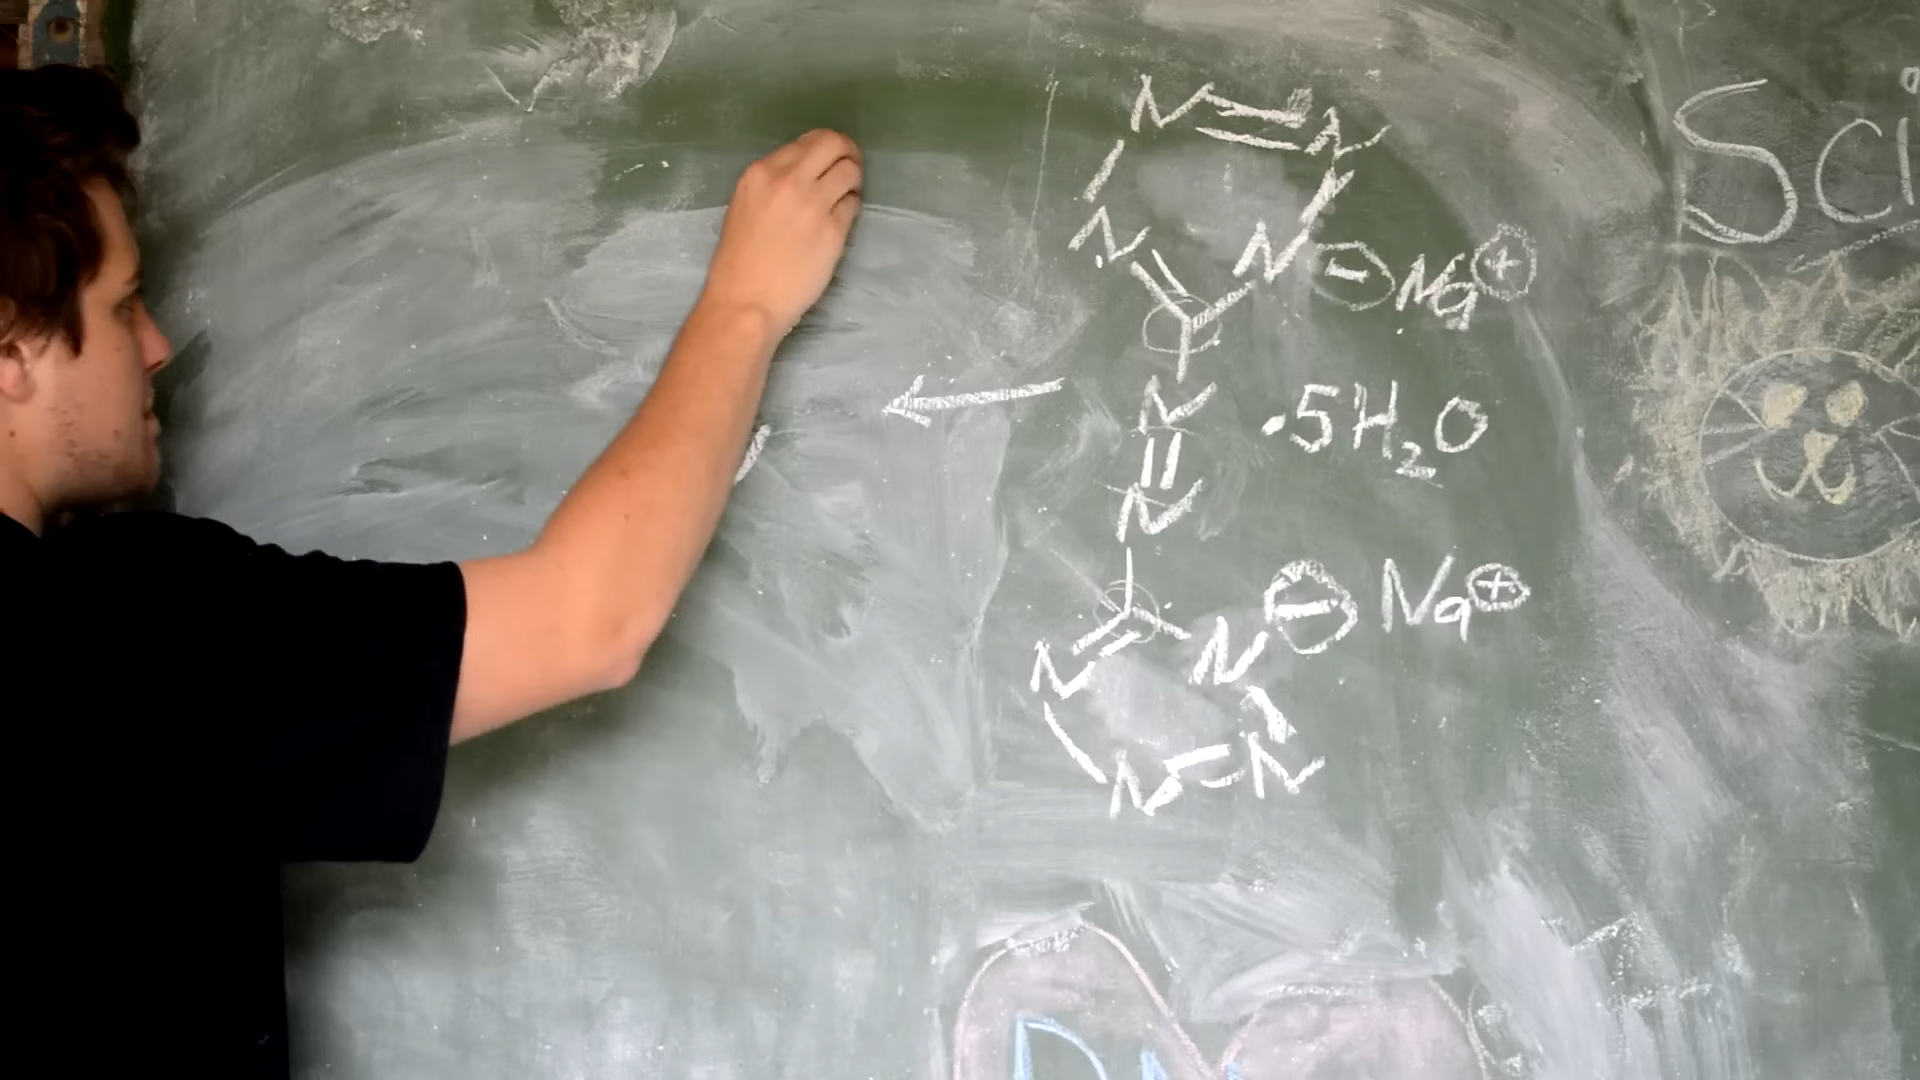 N=N
N N ⊖ Na⊕
N
·5H₂O
N
N N ⊖ Na⊕
N=N
Sci